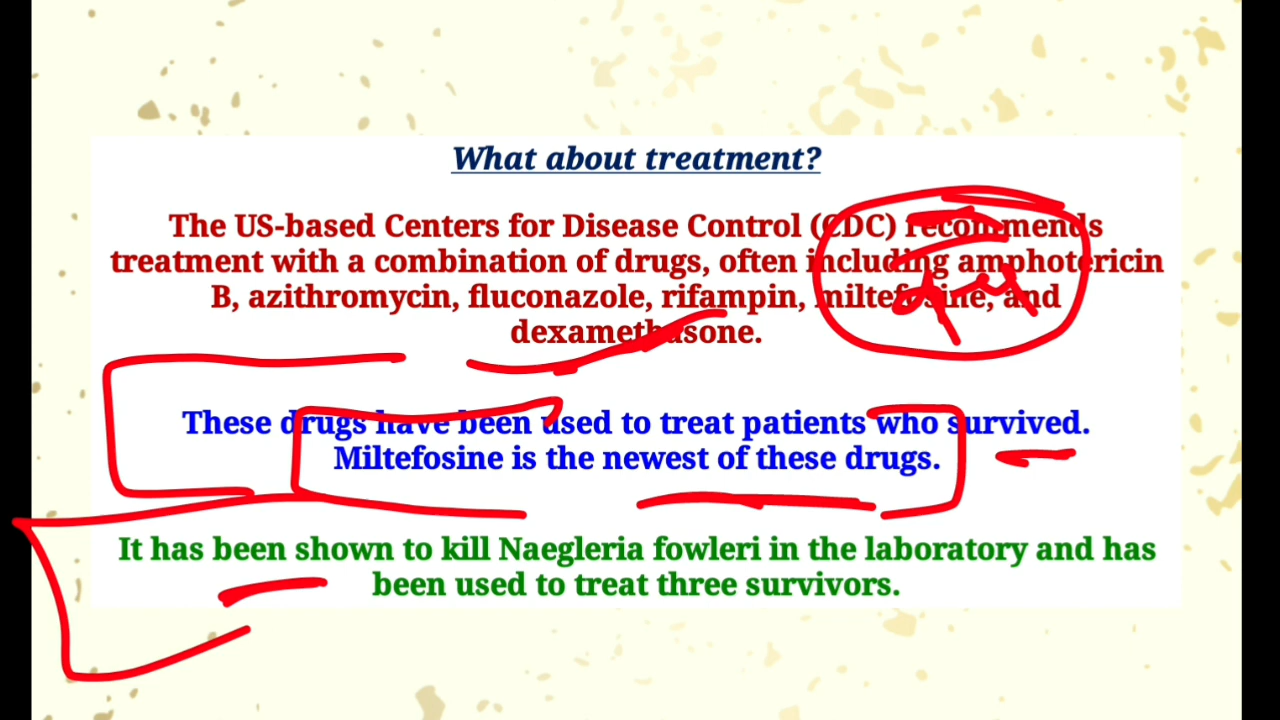 What about treatment?
The US-based Centers for Disease Control (CDC) recommends
treatment with a combination of drugs, often including amphotericin
B, azithromycin, fluconazole, rifampin, miltefosine, and
dexamethasone.
These drugs have been used to treat patients who survived.
Miltefosine is the newest of these drugs.
It has been shown to kill Naegleria fowleri in the laboratory and has
been used to treat three survivors.